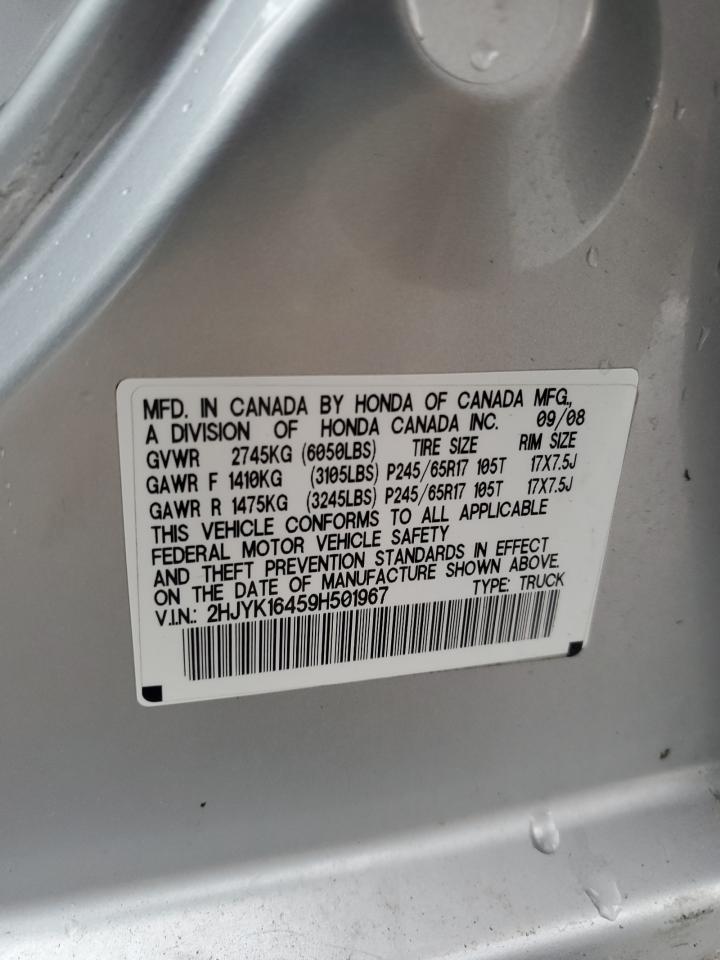 MFD. IN CANADA BY HONDA OF CANADA MFG.,
A DIVISION OF HONDA CANADA INC. 09/08
GVWR 2745KG (6050LBS) TIRE SIZE RIM SIZE
GAWR F 1410KG (3105LBS) P245/65R17 105T 17X7.5J
GAWR R 1475KG (3245LBS) P245/65R17 105T 17X7.5J
THIS VEHICLE CONFORMS TO ALL APPLICABLE
FEDERAL MOTOR VEHICLE SAFETY
AND THEFT PREVENTION STANDARDS IN EFFECT
ON THE DATE OF MANUFACTURE SHOWN ABOVE.
V.I.N.: 2HJYK16459H501967 TYPE: TRUCK